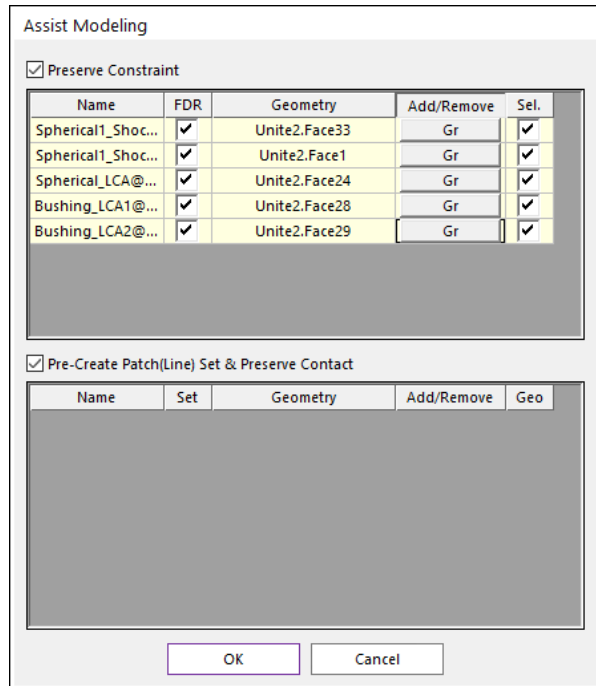 Assist Modeling
Preserve Constraint
Name FDR Geometry Add/Remove Sel.
Spherical1_Shoc... Unite2.Face33 Gr
Spherical1_Shoc... Unite2.Face1 Gr
Spherical_LCA@... Unite2.Face24 Gr
Bushing_LCA1@... Unite2.Face28 Gr
Bushing_LCA2@... Unite2.Face29 Gr
Pre-Create Patch(Line) Set & Preserve Contact
Name Set Geometry Add/Remove Geo
OK Cancel